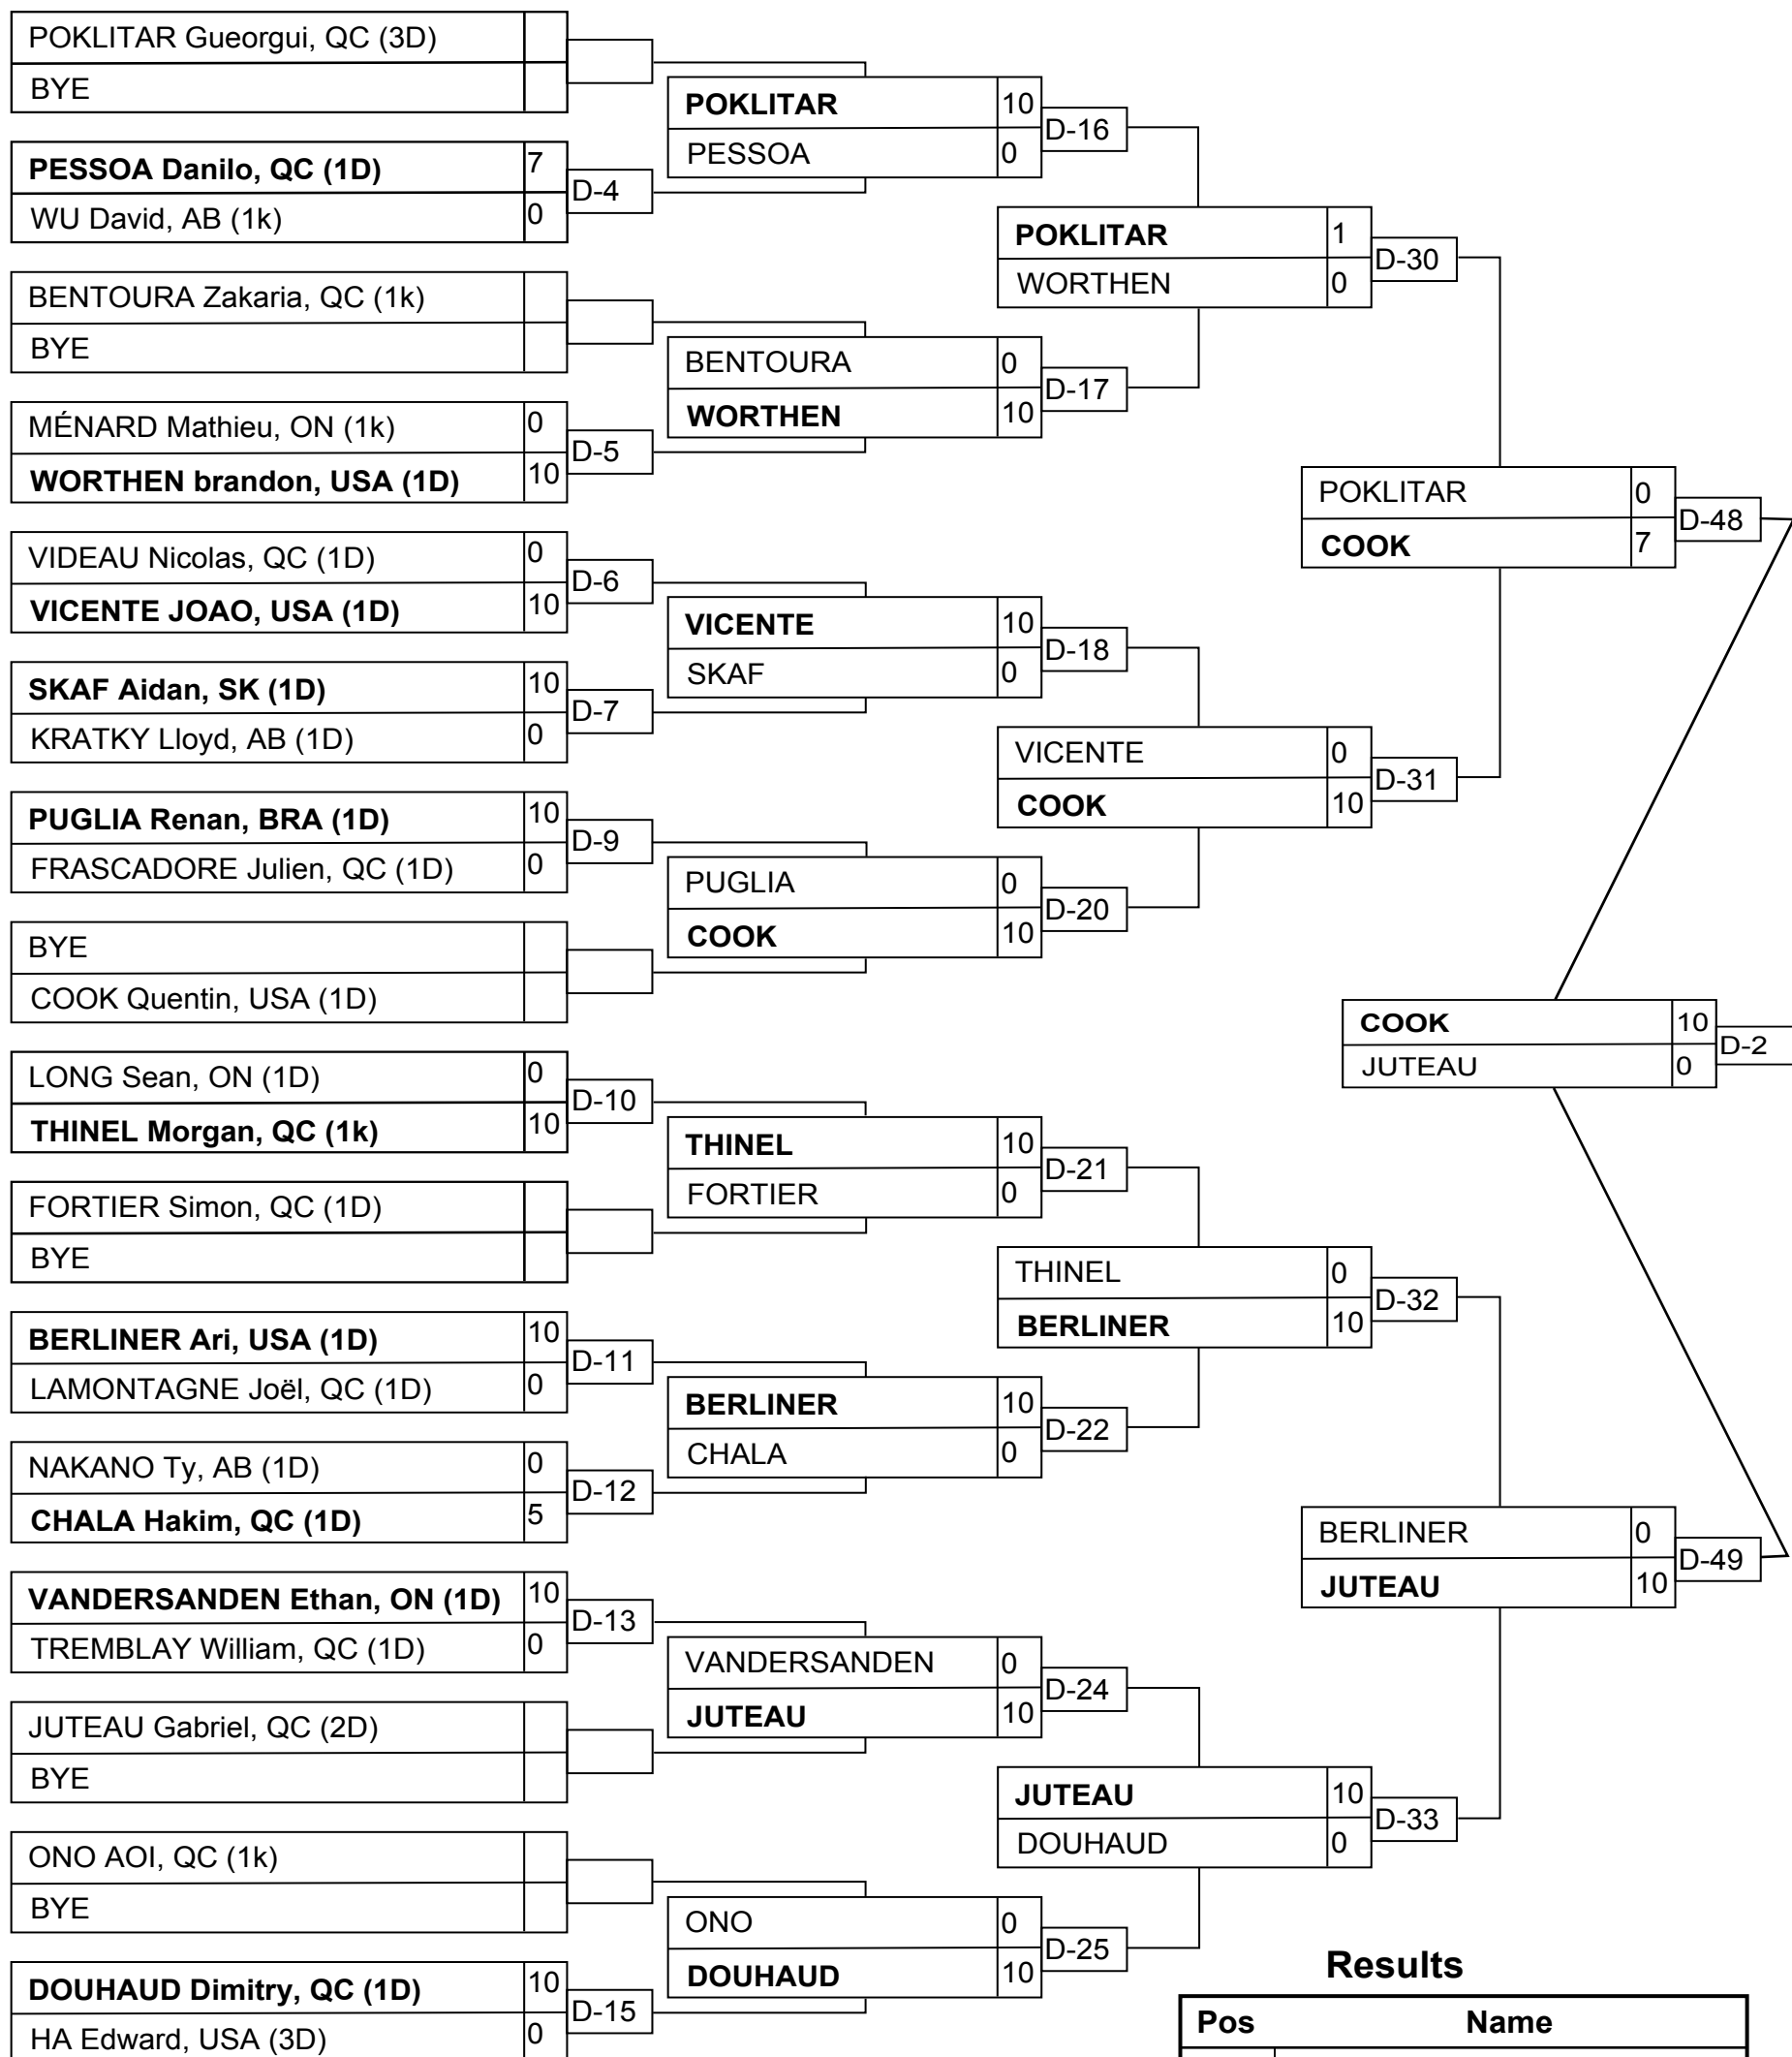 POKLITAR Gueorgui, QC (3D)
BYE
PESSOA Danilo, QC (1D) 7
D-4
WU David, AB (1k) 0
BENTOURA Zakaria, QC (1k)
BYE
MÉNARD Mathieu, ON (1k) 0
D-5
WORTHEN brandon, USA (1D) 10
VIDEAU Nicolas, QC (1D) 0
D-6
VICENTE JOAO, USA (1D) 10
SKAF Aidan, SK (1D) 10
D-7
KRATKY Lloyd, AB (1D) 0
PUGLIA Renan, BRA (1D) 10
D-9
FRASCADORE Julien, QC (1D) 0
BYE
COOK Quentin, USA (1D)
LONG Sean, ON (1D) 0
D-10
THINEL Morgan, QC (1k) 10
FORTIER Simon, QC (1D)
BYE
BERLINER Ari, USA (1D) 10
D-11
LAMONTAGNE Joël, QC (1D) 0
NAKANO Ty, AB (1D) 0
D-12
CHALA Hakim, QC (1D) 5
VANDERSANDEN Ethan, ON (1D) 10
D-13
TREMBLAY William, QC (1D) 0
JUTEAU Gabriel, QC (2D)
BYE
ONO AOI, QC (1k)
BYE
DOUHAUD Dimitry, QC (1D) 10
D-15
HA Edward, USA (3D) 0
POKLITAR 10
D-16
PESSOA 0
BENTOURA 0
D-17
WORTHEN 10
VICENTE 10
D-18
SKAF 0
PUGLIA 0
D-20
COOK 10
THINEL 10
D-21
FORTIER 0
BERLINER 10
D-22
CHALA 0
VANDERSANDEN 0
D-24
JUTEAU 10
ONO 0
D-25
DOUHAUD 10
POKLITAR 1
D-30
WORTHEN 0
VICENTE 0
D-31
COOK 10
THINEL 0
D-32
BERLINER 10
JUTEAU 10
D-33
DOUHAUD 0
POKLITAR 0
D-48
COOK 7
BERLINER 0
D-49
JUTEAU 10
COOK 10
D-2
JUTEAU 0
Results
Pos Name